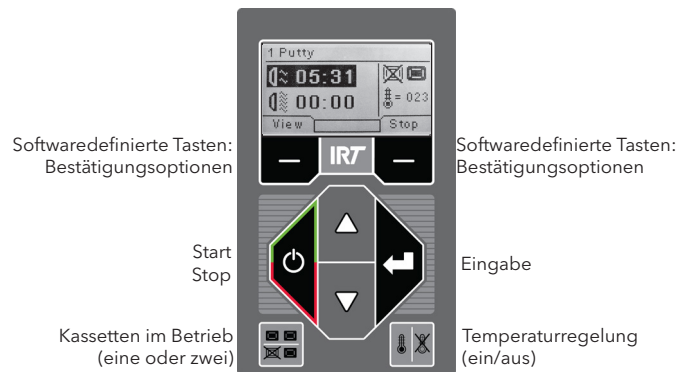 1 Putty
05:31
00:00
= 023
View
Stop
Softwaredefinierte Tasten:
Bestätigungsoptionen
IRT
Softwaredefinierte Tasten:
Bestätigungsoptionen
Start
Stop
Eingabe
Kassetten im Betrieb
(eine oder zwei)
Temperaturregelung
(ein/aus)